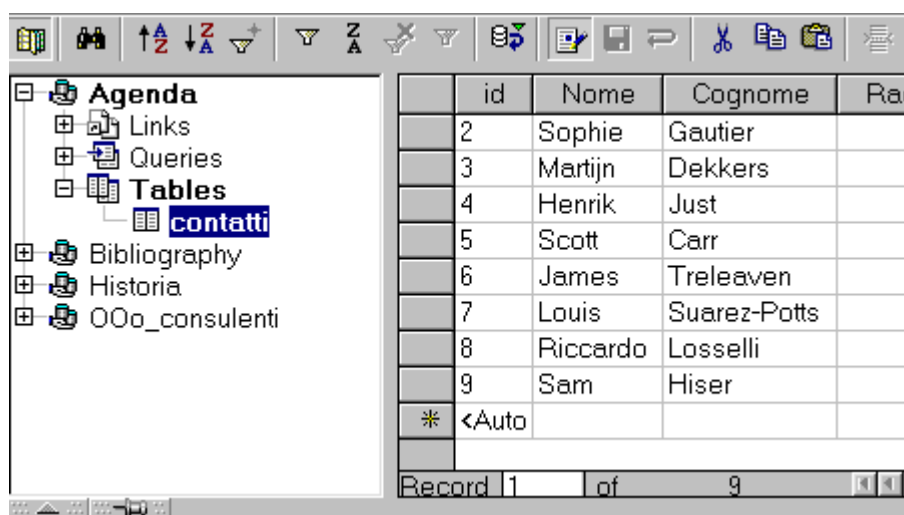 Agenda
Links
Queries
Tables
contatti
Bibliography
Historia
OOo_consulenti
id Nome Cognome Ra
2 Sophie Gautier
3 Martijn Dekkers
4 Henrik Just
5 Scott Carr
6 James Treleaven
7 Louis Suarez-Potts
8 Riccardo Losselli
9 Sam Hiser
<Auto
Record 1 of 9